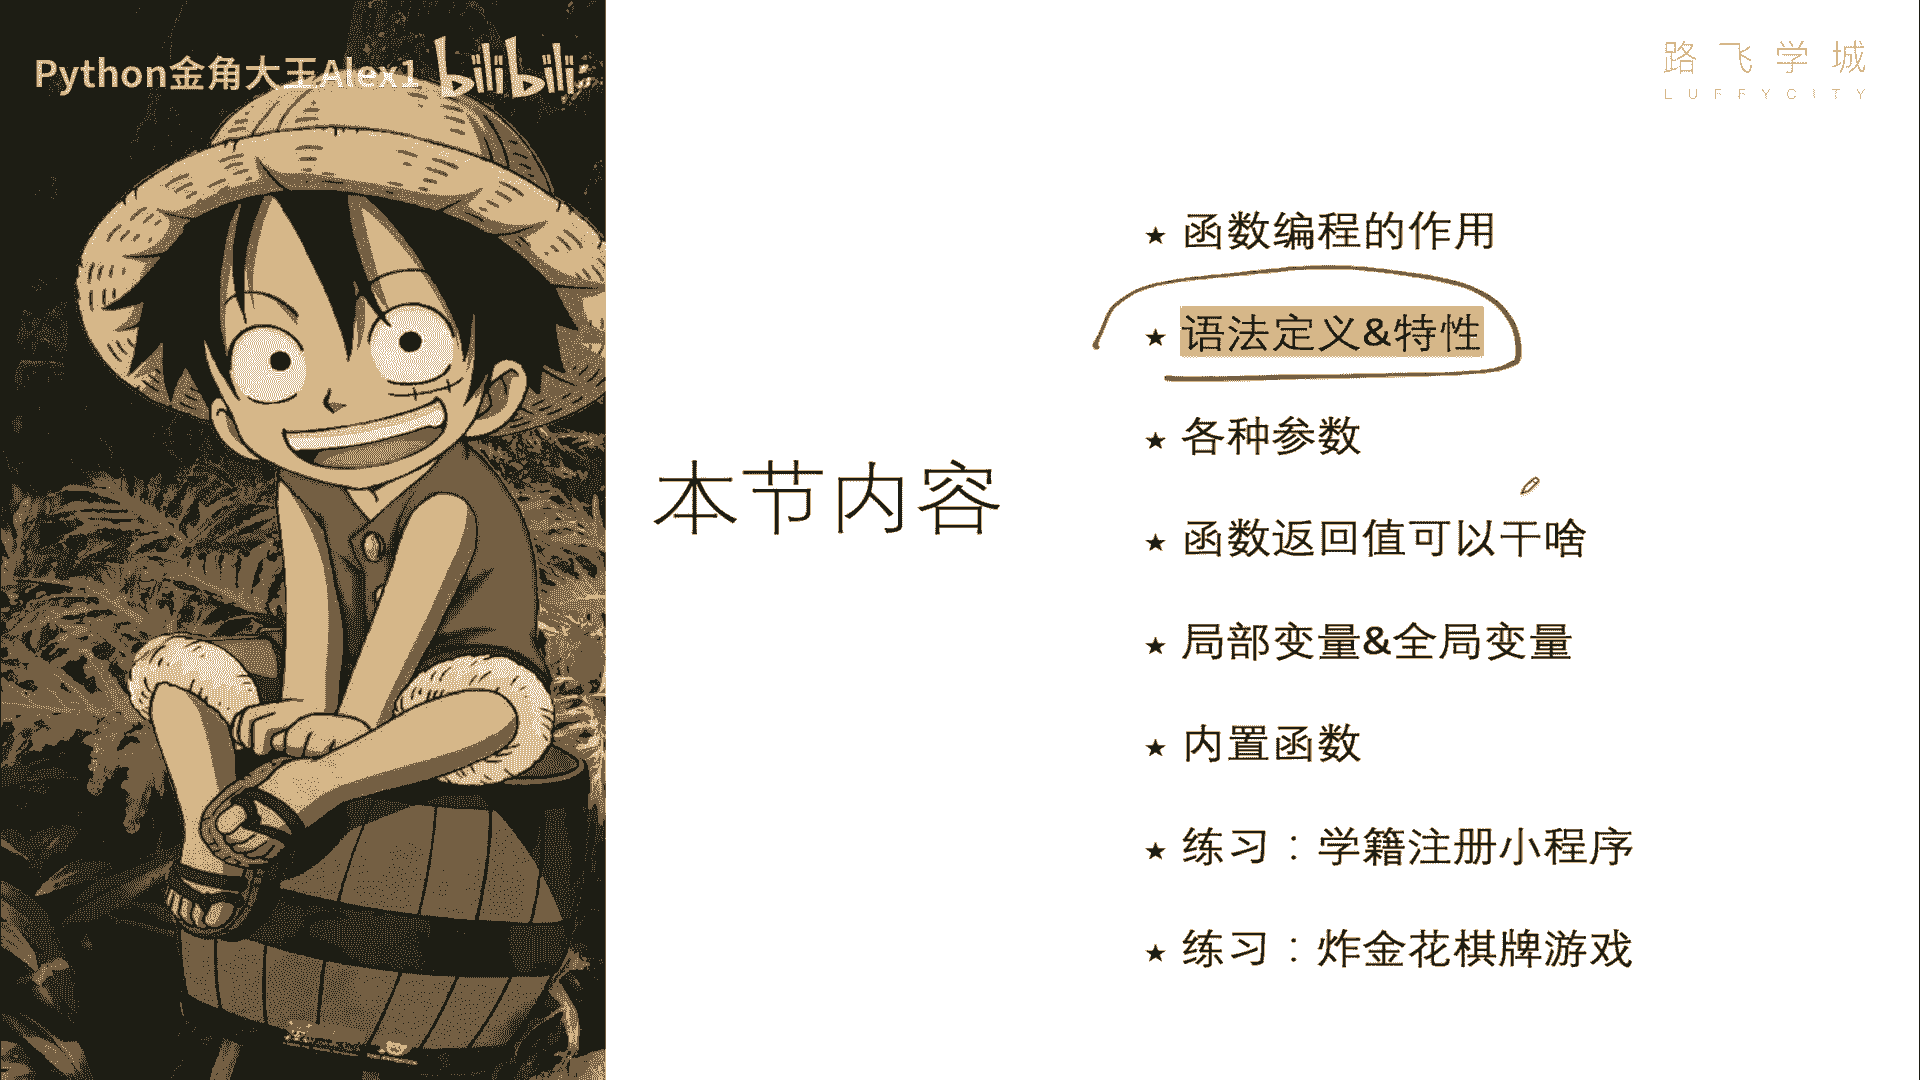 Python金角大王Alex1 bilibili
路飞学城
LUFFYCITY
本节内容
★ 函数编程的作用
★ 语法定义&特性
★ 各种参数
★ 函数返回值可以干啥
★ 局部变量&全局变量
★ 内置函数
★ 练习：学籍注册小程序
★ 练习：炸金花棋牌游戏